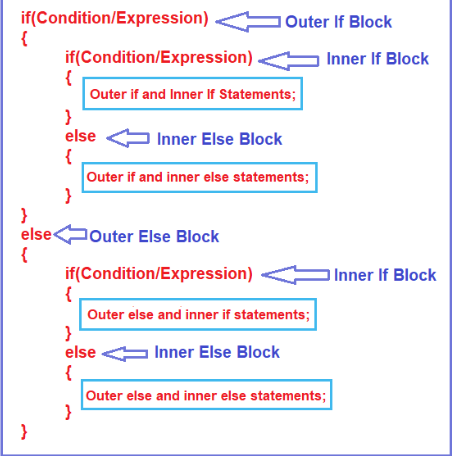 if(Condition/Expression) Outer If Block
{
if(Condition/Expression) Inner If Block
{
Outer if and Inner If Statements;
}
else Inner Else Block
{
Outer if and inner else statements;
}
}
else Outer Else Block
{
if(Condition/Expression) Inner If Block
{
Outer else and inner if statements;
}
else Inner Else Block
{
Outer else and inner else statements;
}
}